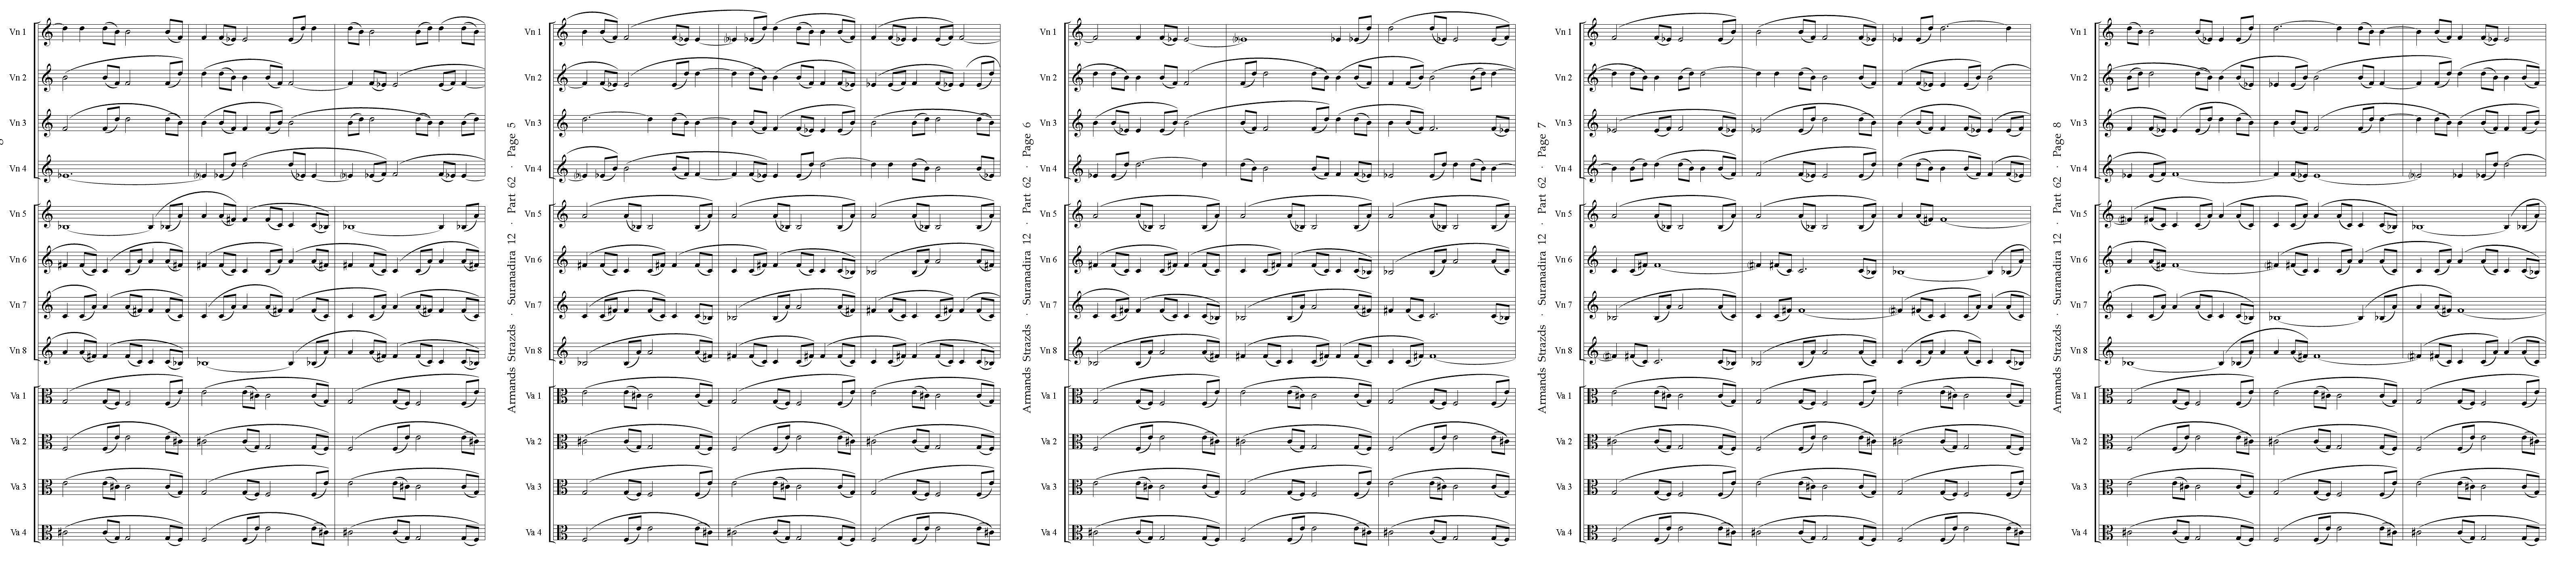 Vn 1
Vn 2
Vn 3
Vn 4
Vn 5
Vn 6
Vn 7
Vn 8
Va 1
Va 2
Va 3
Va 4
Armands Strazds · Suranadira 12 · Part 62 · Page 5
Vn 1
Vn 2
Vn 3
Vn 4
Vn 5
Vn 6
Vn 7
Vn 8
Va 1
Va 2
Va 3
Va 4
Armands Strazds · Suranadira 12 · Part 62 · Page 6
Vn 1
Vn 2
Vn 3
Vn 4
Vn 5
Vn 6
Vn 7
Vn 8
Va 1
Va 2
Va 3
Va 4
Armands Strazds · Suranadira 12 · Part 62 · Page 7
Vn 1
Vn 2
Vn 3
Vn 4
Vn 5
Vn 6
Vn 7
Vn 8
Va 1
Va 2
Va 3
Va 4
Armands Strazds · Suranadira 12 · Part 62 · Page 8
Vn 1
Vn 2
Vn 3
Vn 4
Vn 5
Vn 6
Vn 7
Vn 8
Va 1
Va 2
Va 3
Va 4